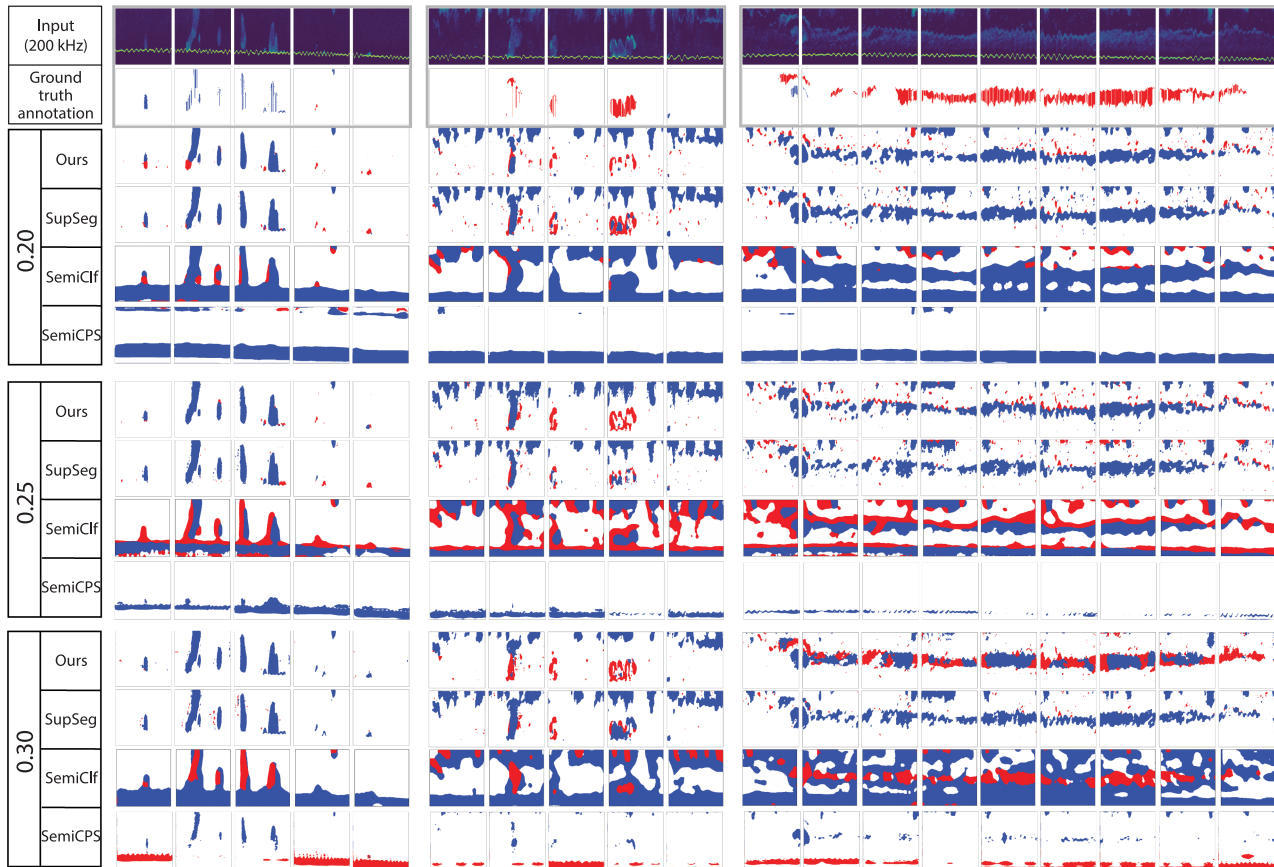 Input
(200 kHz)
Ground
truth
annotation
0.20
Ours
SupSeg
SemiClf
SemiCPS
0.25
Ours
SupSeg
SemiClf
SemiCPS
0.30
Ours
SupSeg
SemiClf
SemiCPS